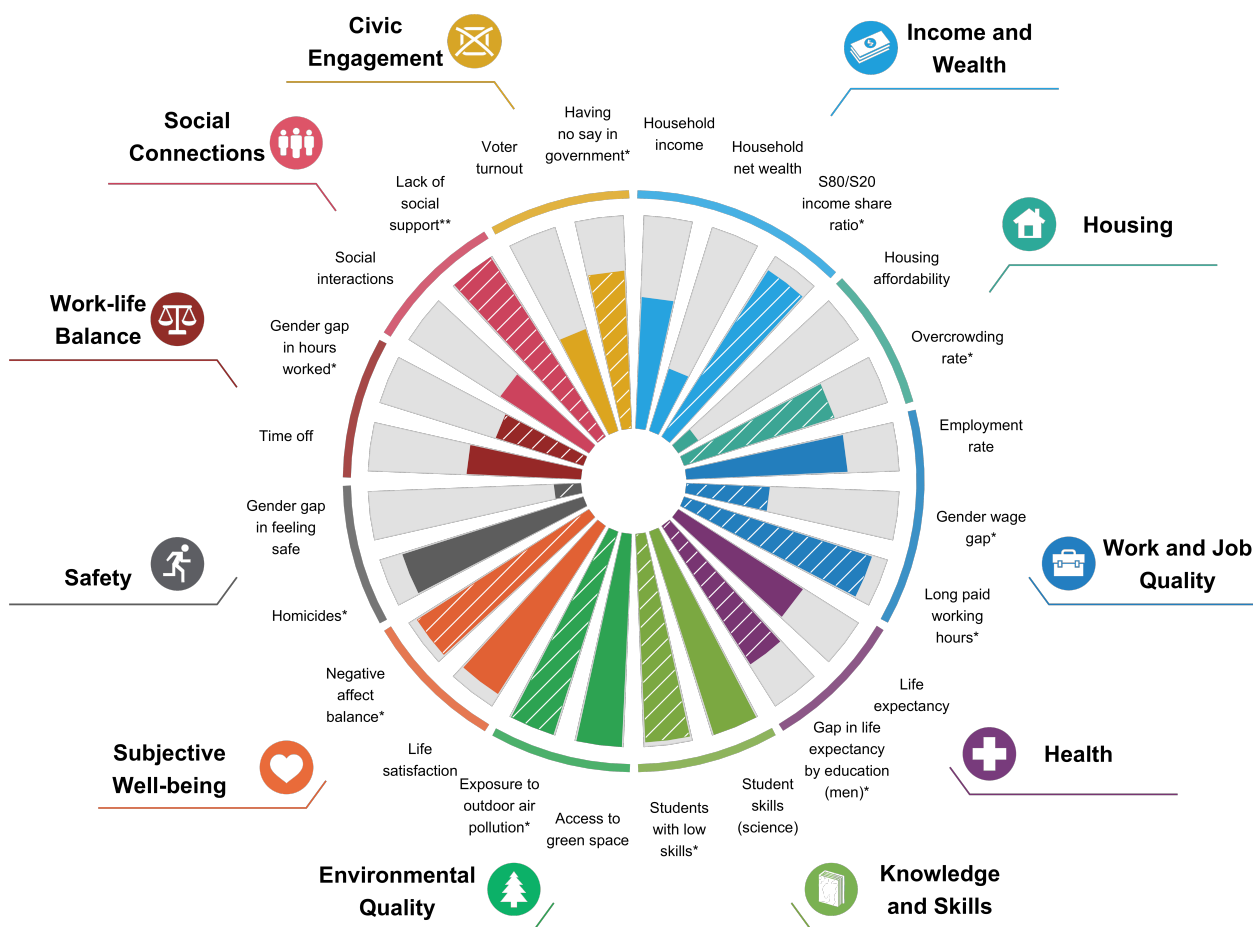 Civic
Engagement
Income and
Wealth
Social
Connections
Having
no say in
government*
Household
income
Voter
turnout
Household
net wealth
Lack of
social
support**
S80/S20
income share
ratio*
Housing
Social
interactions
Housing
affordability
Work-life
Balance
Gender gap
in hours
worked*
Overcrowding
rate*
Time off
Employment
rate
Gender gap
in feeling
safe
Gender wage
gap*
Safety
Work and Job
Quality
Homicides*
Long paid
working
hours*
Negative
affect
balance*
Life
expectancy
Subjective
Well-being
Life
satisfaction
Gap in life
expectancy
by education
(men)*
Health
Exposure to
outdoor air
pollution*
Access to
green space
Students
with low
skills*
Student
skills
(science)
Environmental
Quality
Knowledge
and Skills